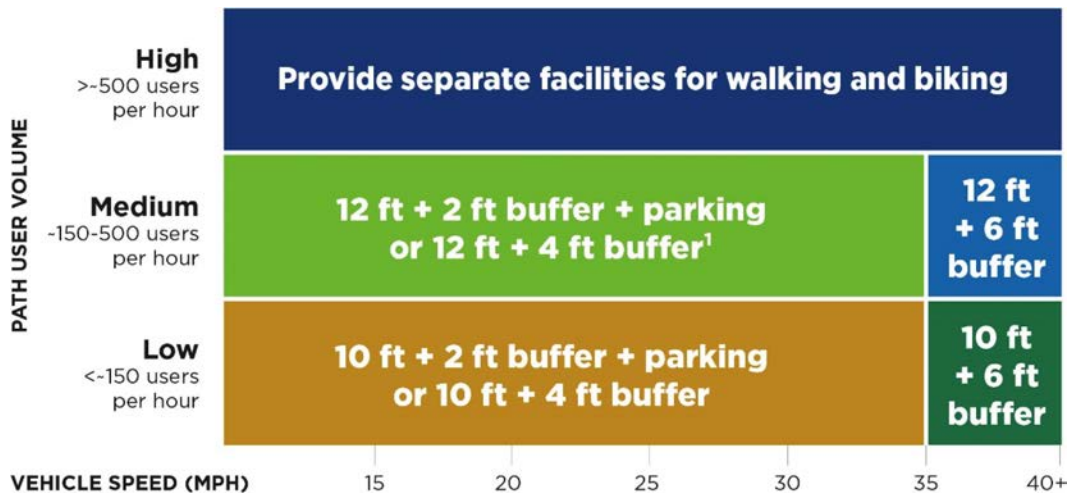 PATH USER VOLUME
High
>~500 users
per hour
Provide separate facilities for walking and biking
Medium
~150-500 users
per hour
12 ft + 2 ft buffer + parking
or 12 ft + 4 ft buffer¹
12 ft
+ 6 ft
buffer
Low
<~150 users
per hour
10 ft + 2 ft buffer + parking
or 10 ft + 4 ft buffer
10 ft
+ 6 ft
buffer
VEHICLE SPEED (MPH) 15 20 25 30 35 40+